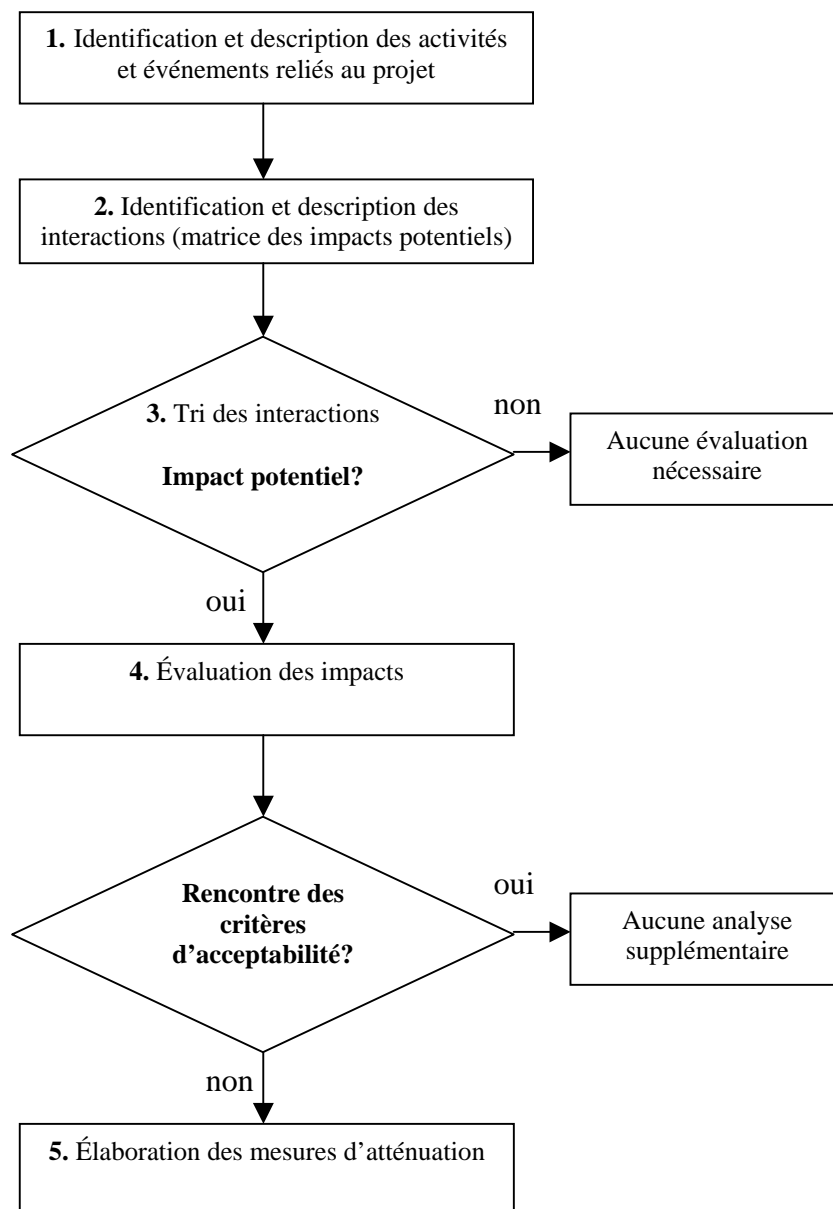 1. Identification et description des activités
et événements reliés au projet
2. Identification et description des
interactions (matrice des impacts potentiels)
3. Tri des interactions
Impact potentiel?
non
Aucune évaluation
nécessaire
oui
4. Évaluation des impacts
Rencontre des
critères
d’acceptabilité?
oui
Aucune analyse
supplémentaire
non
5. Élaboration des mesures d’atténuation